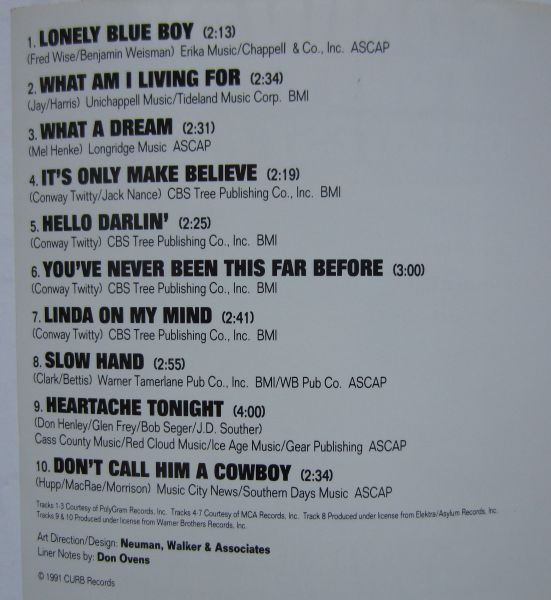 1. LONELY BLUE BOY (2:13)
(Fred Wise/Benjamin Weisman) Erika Music/Chappell & Co., Inc. ASCAP
2. WHAT AM I LIVING FOR (2:34)
(Jay/Harris) Unichappell Music/Tideland Music Corp. BMI
3. WHAT A DREAM (2:31)
(Mel Henke) Longridge Music ASCAP
4. IT'S ONLY MAKE BELIEVE (2:19)
(Conway Twitty/Jack Nance) CBS Tree Publishing Co., Inc. BMI
5. HELLO DARLIN' (2:25)
(Conway Twitty) CBS Tree Publishing Co., Inc. BMI
6. YOU'VE NEVER BEEN THIS FAR BEFORE (3:00)
(Conway Twitty) CBS Tree Publishing Co., Inc. BMI
7. LINDA ON MY MIND (2:41)
(Conway Twitty) CBS Tree Publishing Co., Inc. BMI
8. SLOW HAND (2:55)
(Clark/Bettis) Warner Tamerlane Pub Co., Inc. BMI/WB Pub Co. ASCAP
9. HEARTACHE TONIGHT (4:00)
(Don Henley/Glen Frey/Bob Seger/J.D. Souther)
Cass County Music/Red Cloud Music/Ice Age Music/Gear Publishing ASCAP
10. DON'T CALL HIM A COWBOY (2:34)
(Hupp/MacRae/Morrison) Music City News/Southern Days Music ASCAP
Tracks 1-3 Courtesy of PolyGram Records, Inc. Tracks 4-7 Courtesy of MCA Records, Inc. Track 8 Produced under license from Elektra/Asylum Records, Inc.
Tracks 9 & 10 Produced under license from Warner Brothers Records, Inc.
Art Direction/Design: Neuman, Walker & Associates
Liner Notes by: Don Ovens
© 1991 CURB Records